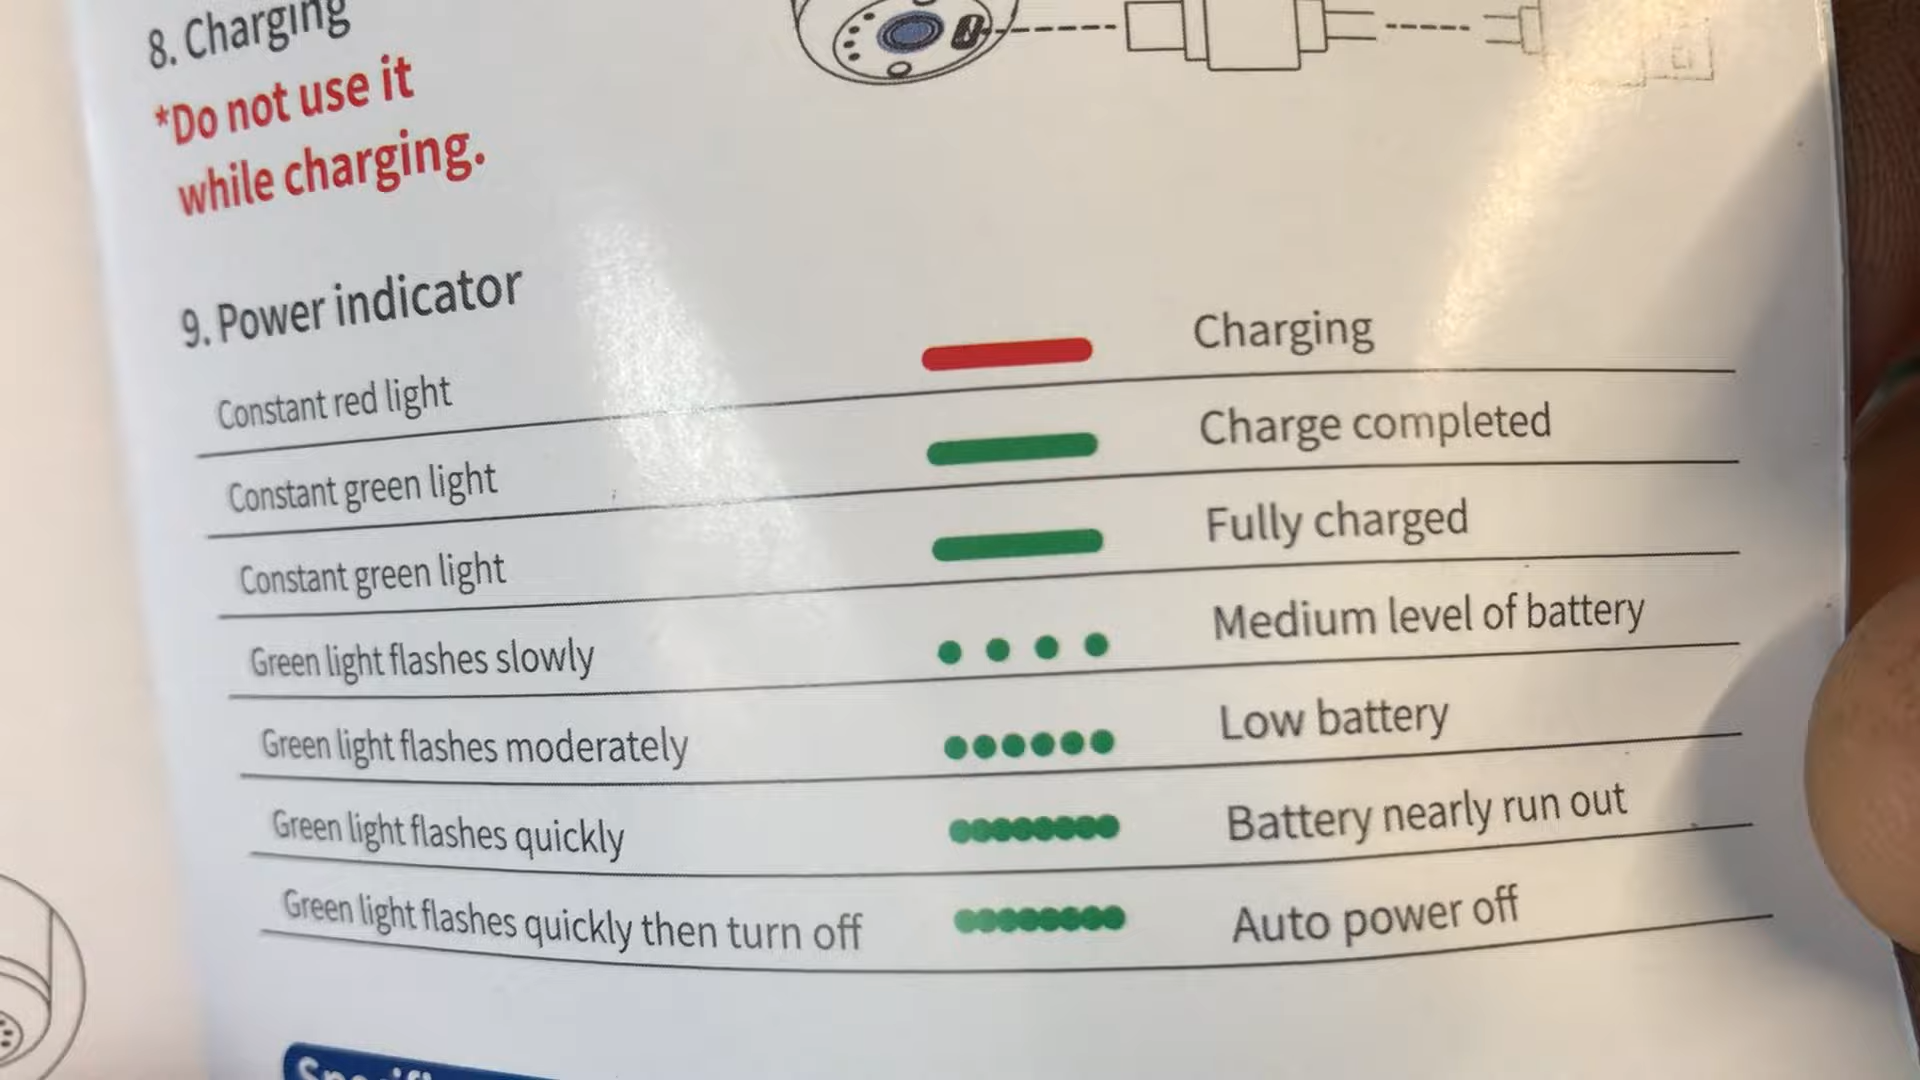 8. Charging
*Do not use it
while charging.
9. Power indicator
Constant red light Charging
Constant green light Charge completed
Constant green light Fully charged
Green light flashes slowly Medium level of battery
Green light flashes moderately Low battery
Green light flashes quickly Battery nearly run out
Green light flashes quickly then turn off Auto power off